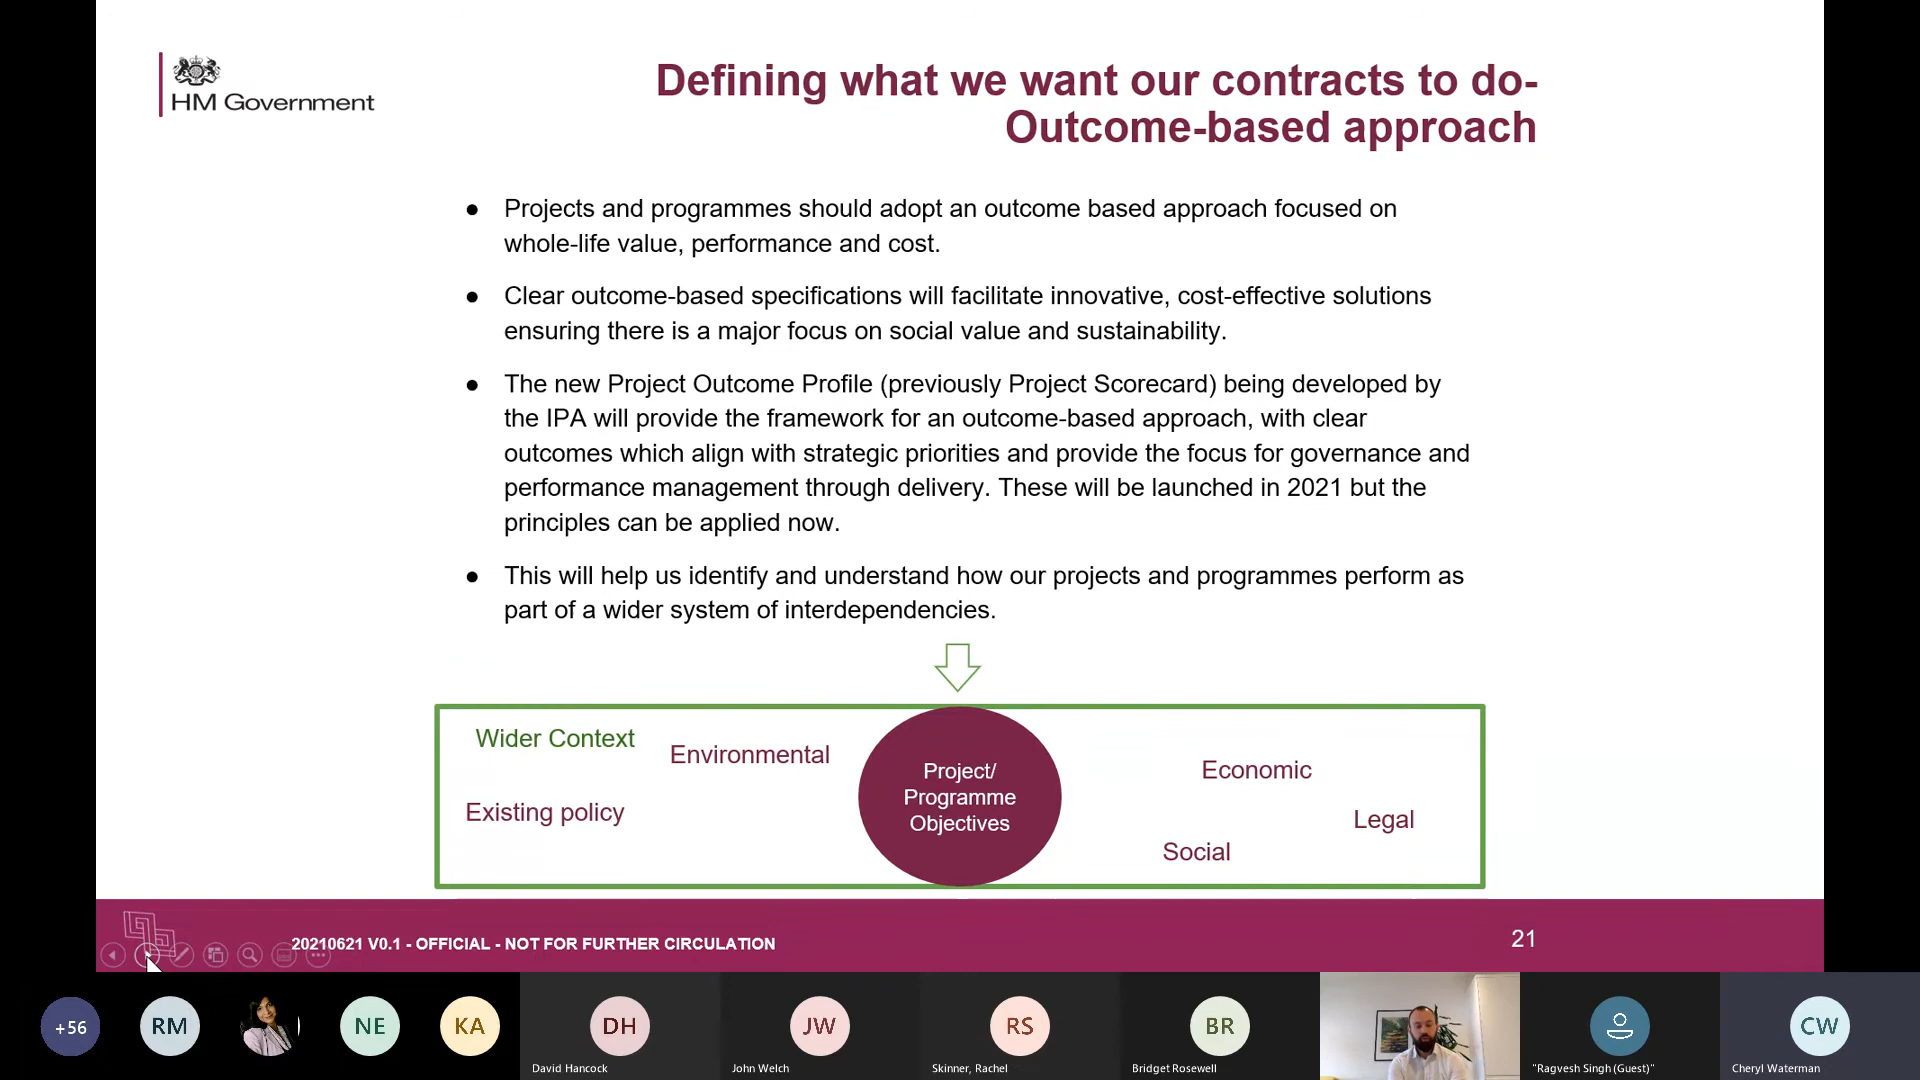 HM Government
Defining what we want our contracts to do-
Outcome-based approach
● Projects and programmes should adopt an outcome based approach focused on
whole-life value, performance and cost.
● Clear outcome-based specifications will facilitate innovative, cost-effective solutions
ensuring there is a major focus on social value and sustainability.
● The new Project Outcome Profile (previously Project Scorecard) being developed by
the IPA will provide the framework for an outcome-based approach, with clear
outcomes which align with strategic priorities and provide the focus for governance and
performance management through delivery. These will be launched in 2021 but the
principles can be applied now.
● This will help us identify and understand how our projects and programmes perform as
part of a wider system of interdependencies.
Wider Context
Environmental
Existing policy
Project/
Programme
Objectives
Economic
Legal
Social
20210621 V0.1 - OFFICIAL - NOT FOR FURTHER CIRCULATION
21
+56
RM
NE
KA
DH
JW
RS
BR
CW
David Hancock
John Welch
Skinner, Rachel
Bridget Rosewell
"Ragvesh Singh (Guest)"
Cheryl Waterman